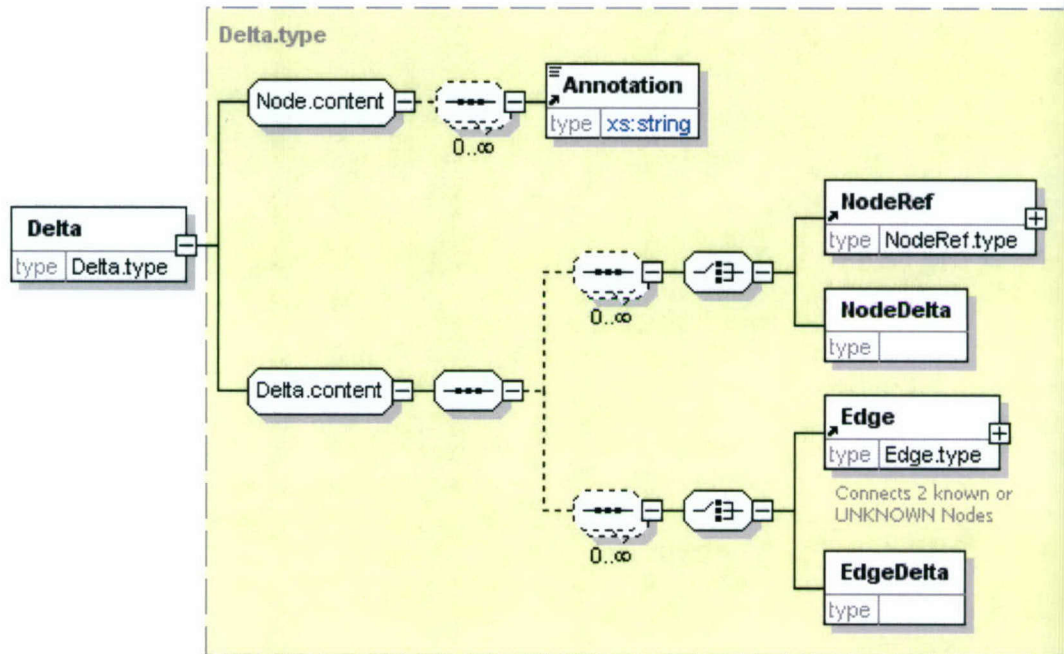 Delta.type
Node.content
0..∞
Annotation
type xs:string
Delta
type Delta.type
NodeRef
type NodeRef.type
0..∞
NodeDelta
type
Delta.content
Edge
type Edge.type
Connects 2 known or
UNKNOWN Nodes
0..∞
EdgeDelta
type